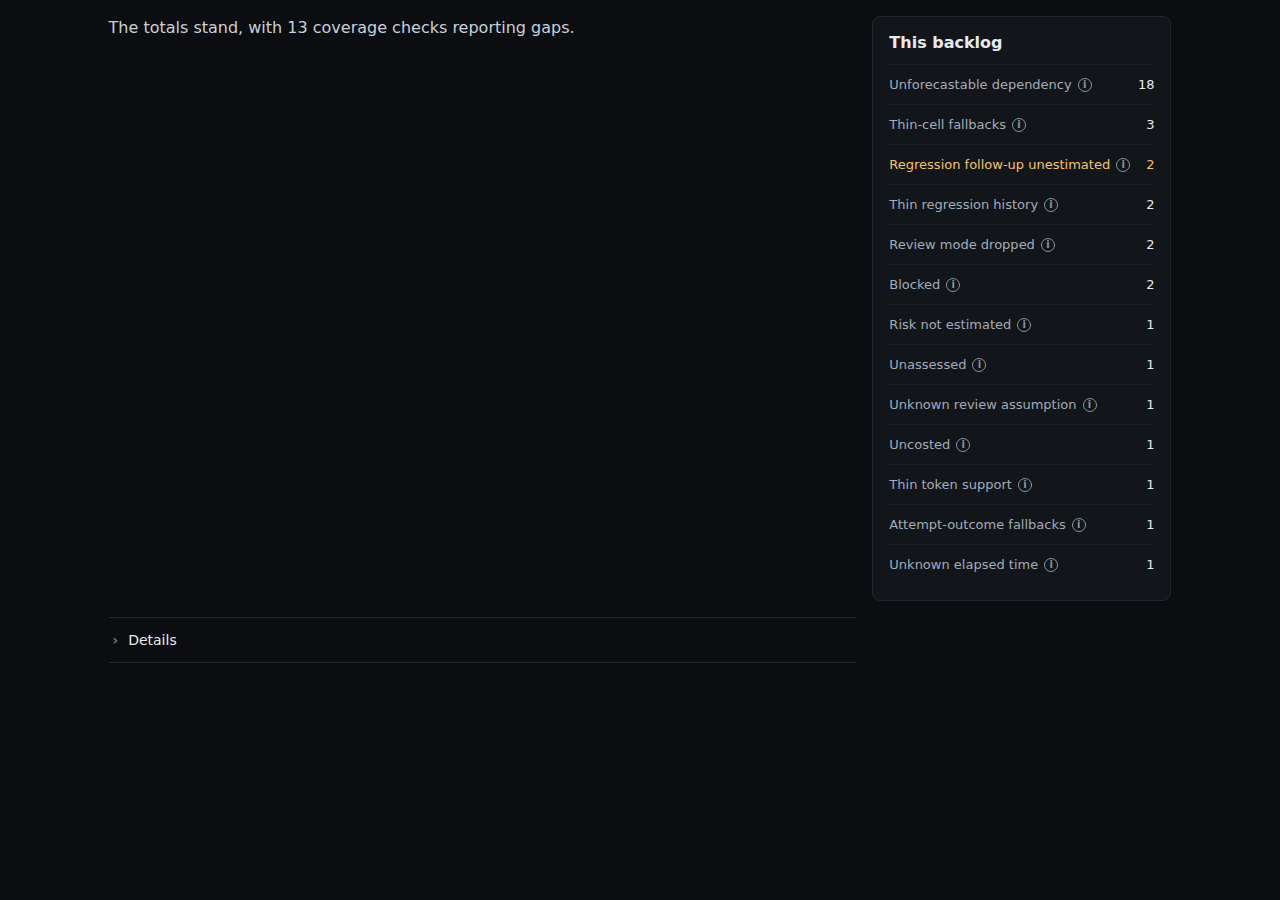 The totals stand, with 13 coverage checks reporting gaps.
This backlog
Unforecastable dependency 18
Thin-cell fallbacks 3
Regression follow-up unestimated 2
Thin regression history 2
Review mode dropped 2
Blocked 2
Risk not estimated 1
Unassessed 1
Unknown review assumption 1
Uncosted 1
Thin token support 1
Attempt-outcome fallbacks 1
Unknown elapsed time 1
› Details